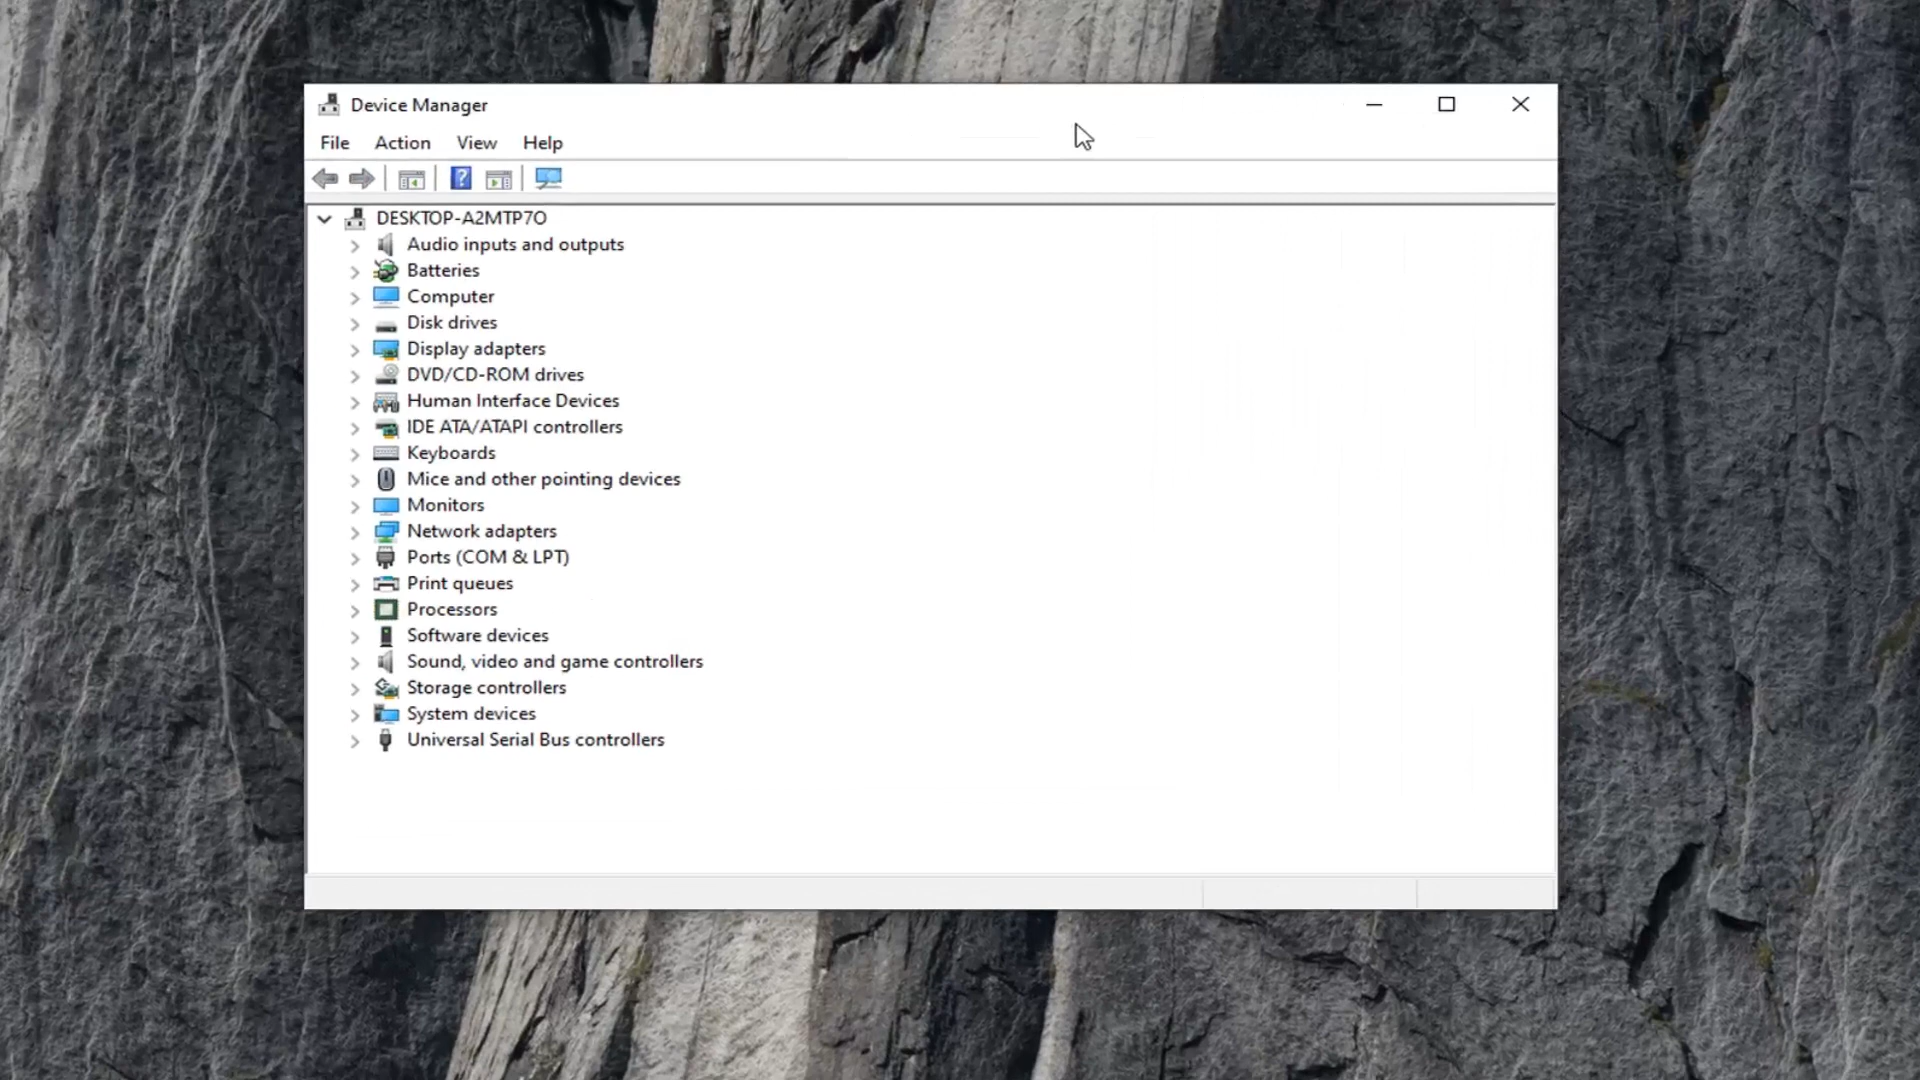 Device Manager
File Action View Help
?
DESKTOP-A2MTP7O
Audio inputs and outputs
Batteries
Computer
Disk drives
Display adapters
DVD/CD-ROM drives
Human Interface Devices
IDE ATA/ATAPI controllers
Keyboards
Mice and other pointing devices
Monitors
Network adapters
Ports (COM & LPT)
Print queues
Processors
Software devices
Sound, video and game controllers
Storage controllers
System devices
Universal Serial Bus controllers